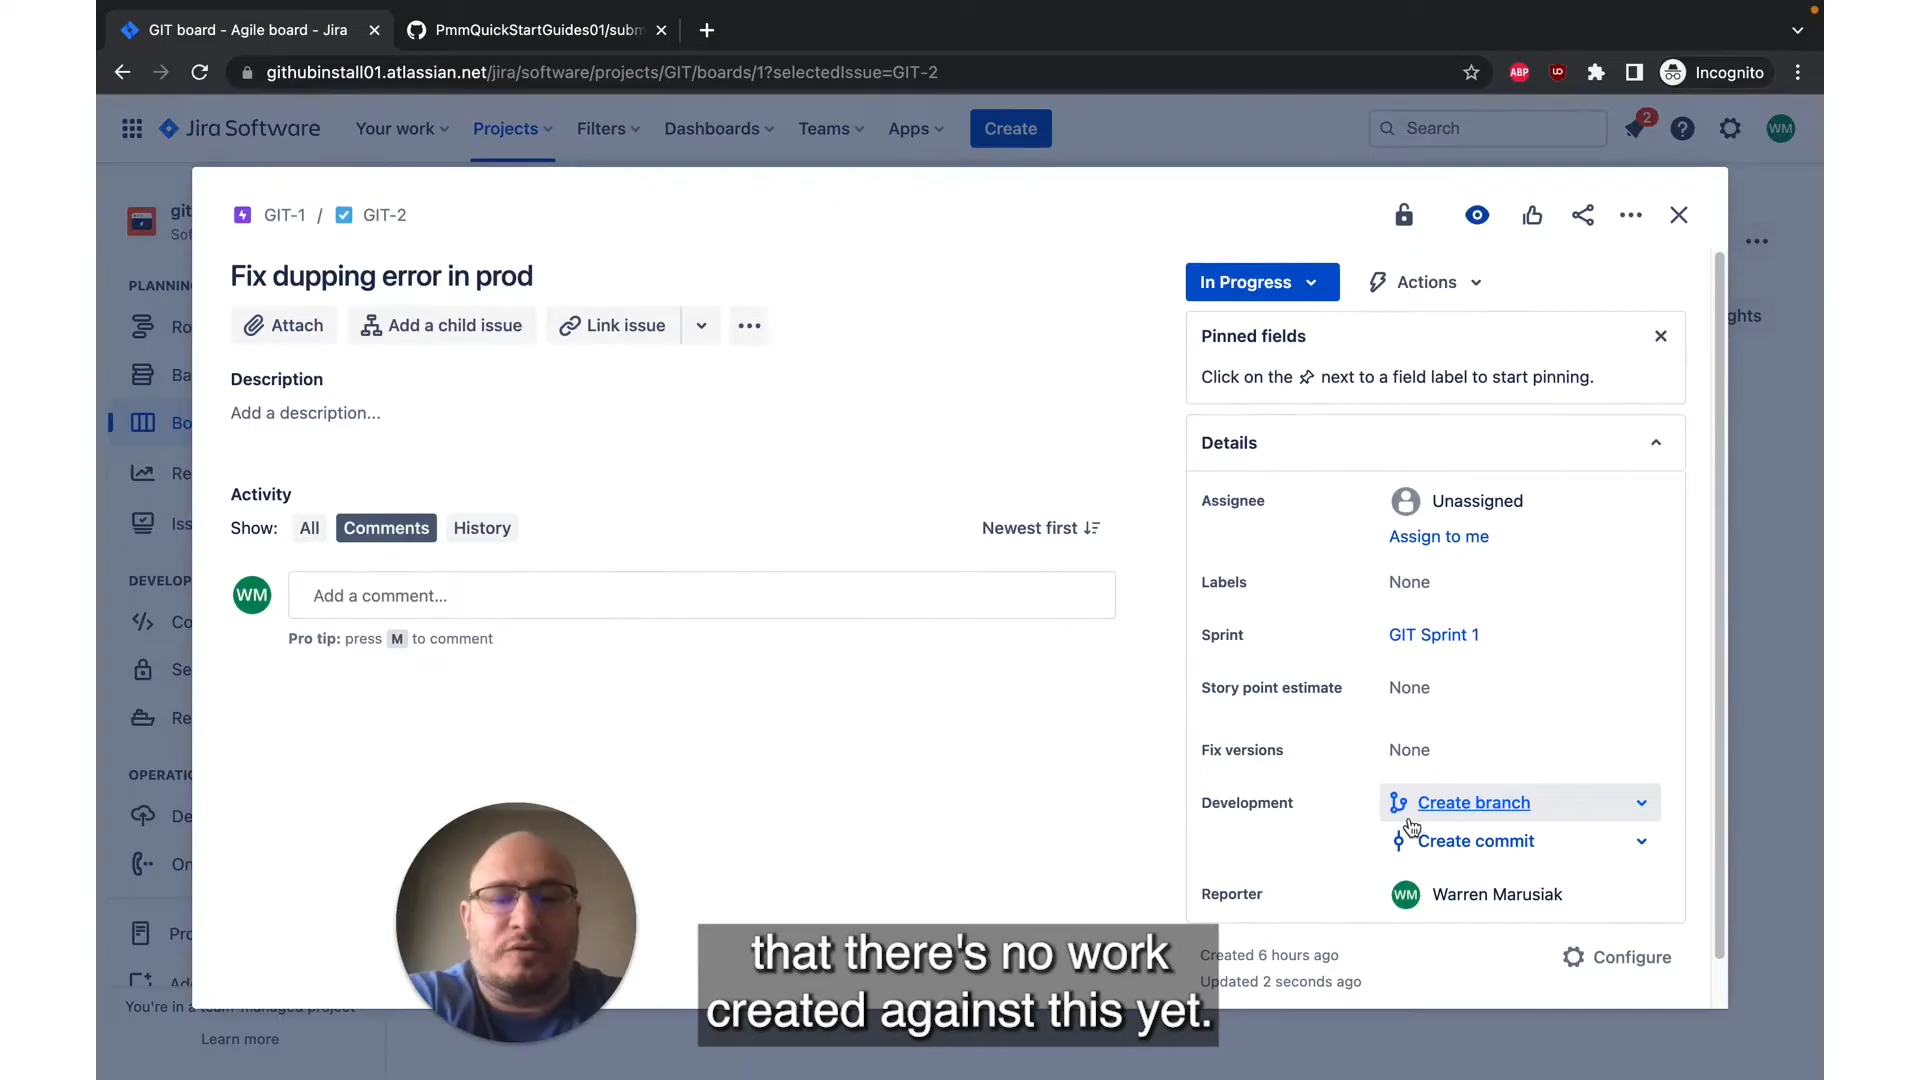 GIT board - Agile board - Jira
PmmQuickStartGuides01/subm
githubinstall01.atlassian.net/jira/software/projects/GIT/boards/1?selectedIssue=GIT-2
ABP
Incognito
Jira Software
Your work
Projects
Filters
Dashboards
Teams
Apps
Create
Search
2
WM
git
Sof
GIT-1 / GIT-2
Fix dupping error in prod
In Progress
Actions
Attach
Add a child issue
Link issue
Pinned fields
Click on the next to a field label to start pinning.
Description
Add a description...
Details
Activity
Show:
All
Comments
History
Newest first
WM
Add a comment...
Pro tip: press M to comment
Assignee
Unassigned
Assign to me
Labels
None
Sprint
GIT Sprint 1
Story point estimate
None
Fix versions
None
Development
Create branch
Create commit
Reporter
WM
Warren Marusiak
Created 6 hours ago
Updated 2 seconds ago
Configure
PLANNIN
Ro
Ba
Bo
Re
Iss
DEVELOP
Co
Se
Re
OPERATIO
De
On
Pro
Ad
You're in a team-managed project
Learn more
ghts
that there's no work
created against this yet.